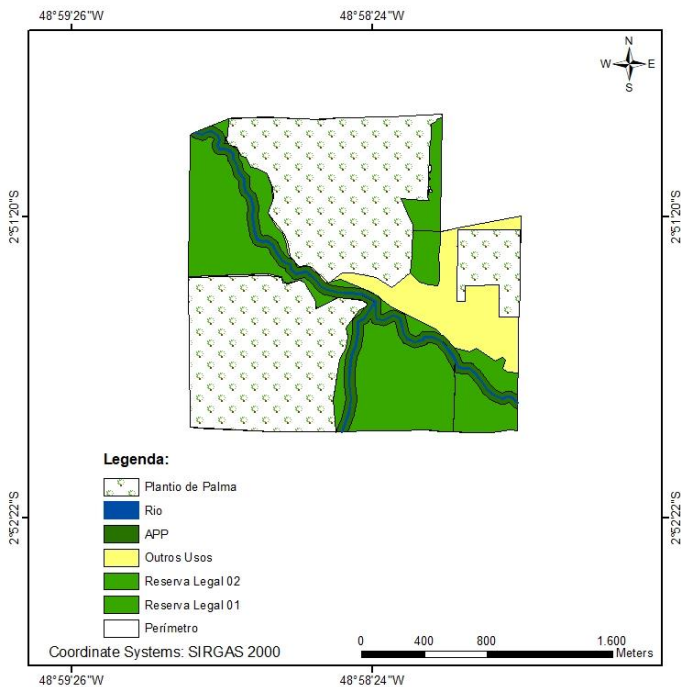 48°59'26"W 48°58'24"W
N
W E
S
2°51'20"S 2°51'20"S
Legenda:
Plantio de Palma
Rio
APP
Outros Usos
Reserva Legal 02
Reserva Legal 01
Perímetro
2°52'22"S 2°52'22"S
0 400 800 1.600
Meters
Coordinate Systems: SIRGAS 2000
48°59'26"W 48°58'24"W